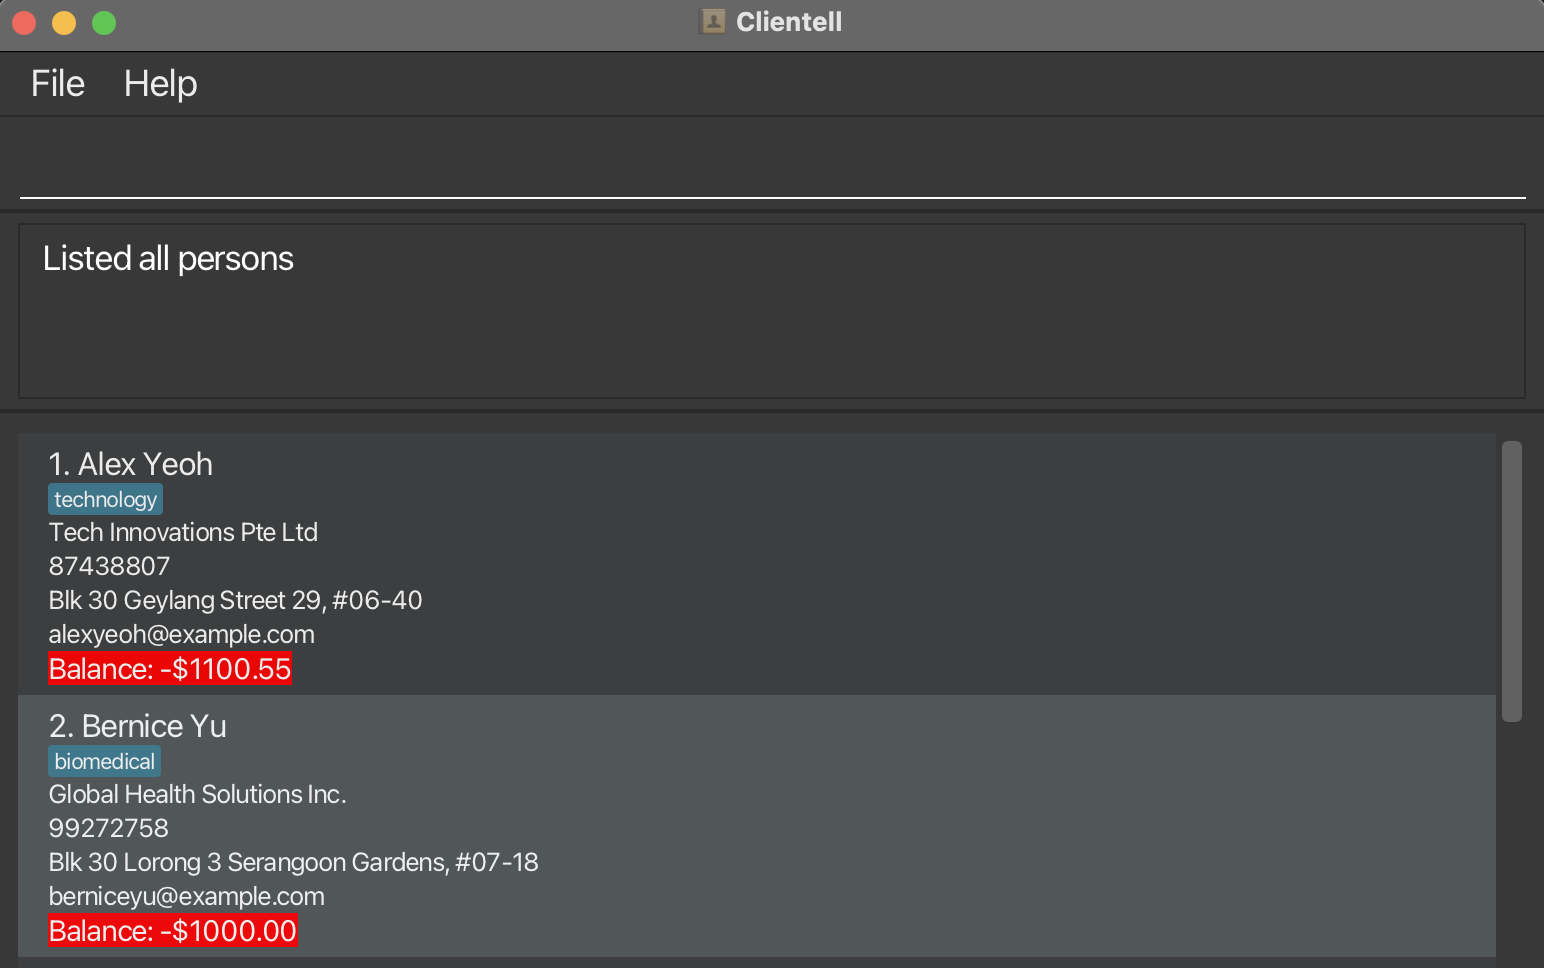 Clientell
File Help
Listed all persons
1. Alex Yeoh
technology
Tech Innovations Pte Ltd
87438807
Blk 30 Geylang Street 29, #06-40
alexyeoh@example.com
Balance: -$1100.55
2. Bernice Yu
biomedical
Global Health Solutions Inc.
99272758
Blk 30 Lorong 3 Serangoon Gardens, #07-18
berniceyu@example.com
Balance: -$1000.00